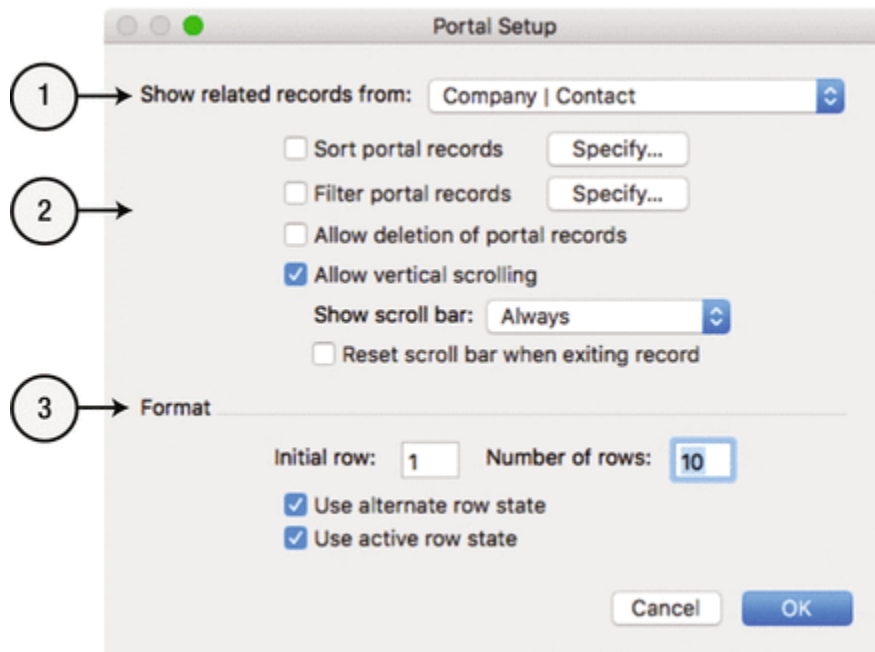 Portal Setup
1 Show related records from: Company | Contact
Sort portal records Specify...
Filter portal records Specify...
2
Allow deletion of portal records
Allow vertical scrolling
Show scroll bar: Always
Reset scroll bar when exiting record
3 Format
Initial row: 1 Number of rows: 10
Use alternate row state
Use active row state
Cancel OK